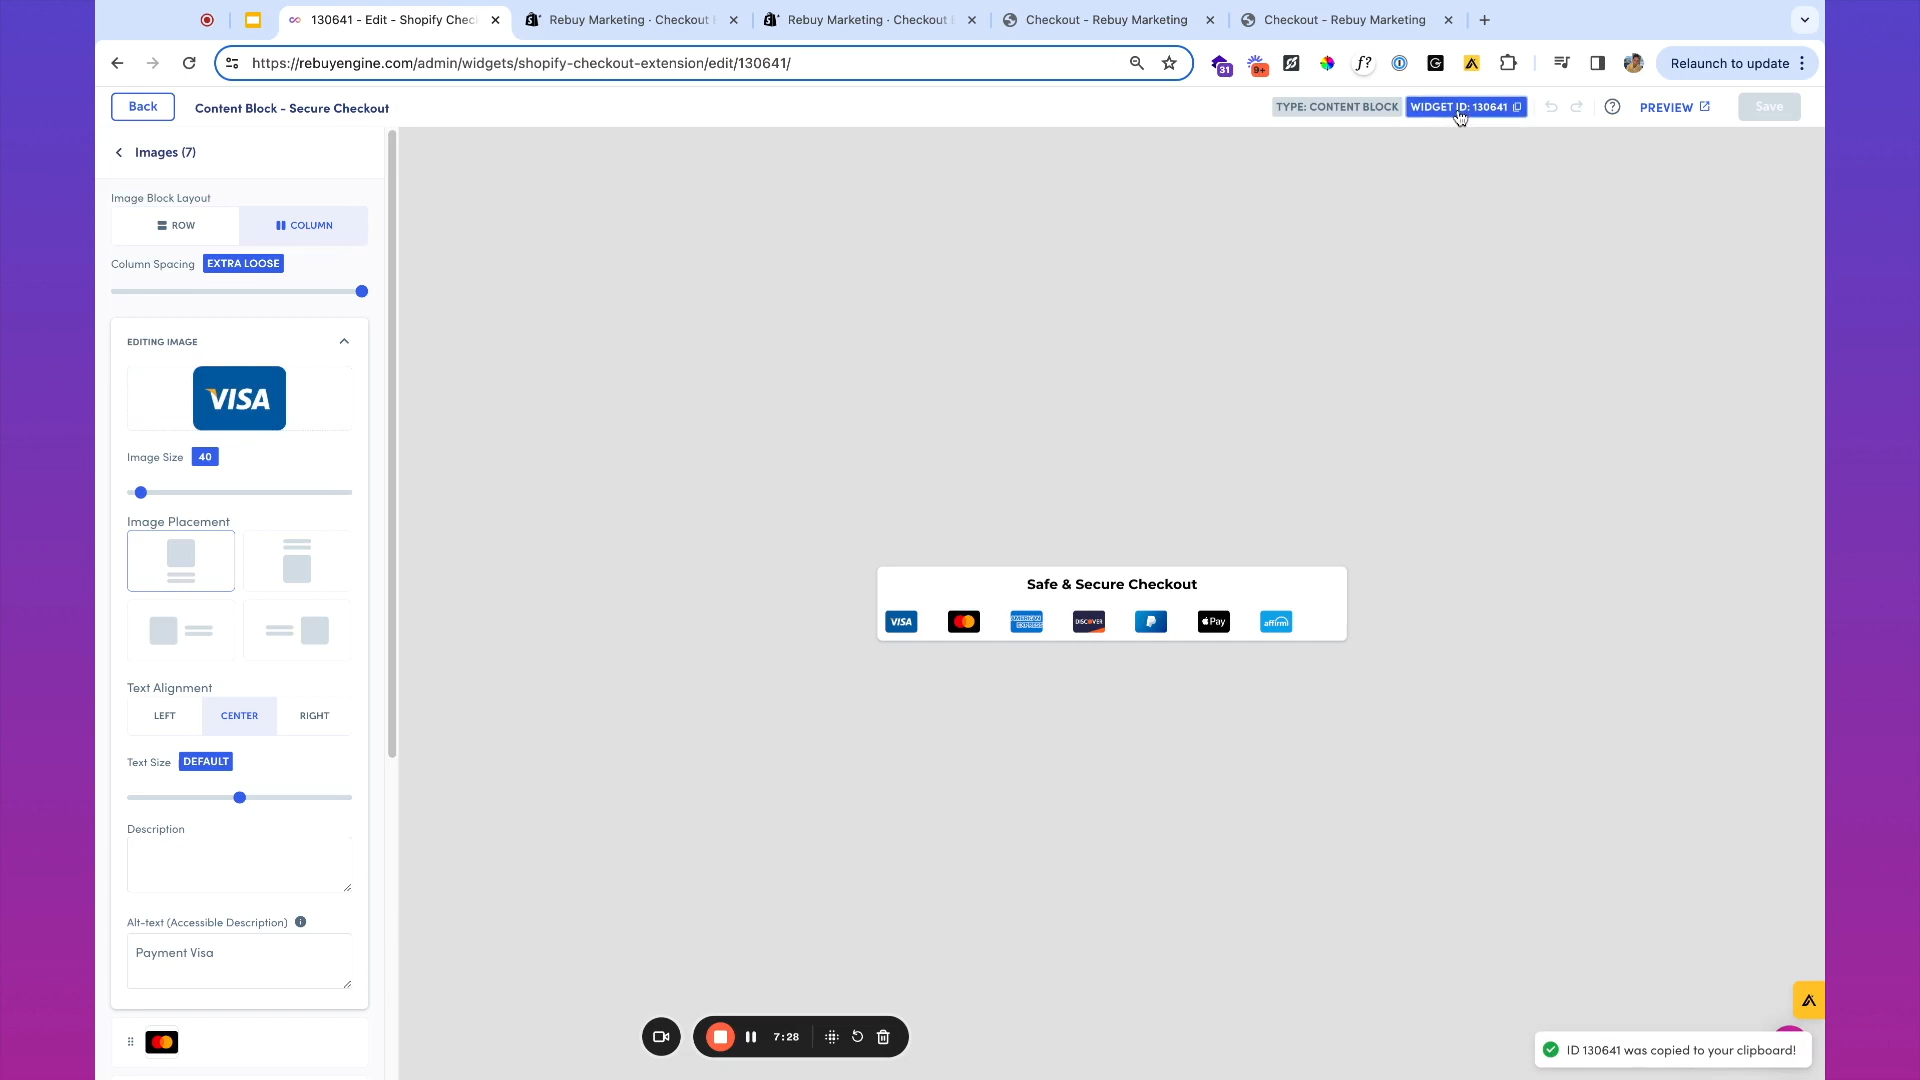 130641 - Edit - Shopify Chec
Rebuy Marketing · Checkout
Rebuy Marketing · Checkout
Checkout - Rebuy Marketing
Checkout - Rebuy Marketing
https://rebuyengine.com/admin/widgets/shopify-checkout-extension/edit/130641/
31
9+
f?
G
Relaunch to update
Back
Content Block - Secure Checkout
TYPE: CONTENT BLOCK
WIDGET ID: 130641
PREVIEW
Save
Images (7)
Image Block Layout
ROW
COLUMN
Column Spacing
EXTRA LOOSE
EDITING IMAGE
VISA
Image Size
40
Image Placement
Safe & Secure Checkout
VISA
AMERICAN EXPRESS
DISCOVER
Pay
affirm
Text Alignment
LEFT
CENTER
RIGHT
Text Size
DEFAULT
Description
Alt-text (Accessible Description)
Payment Visa
7:28
ID 130641 was copied to your clipboard!